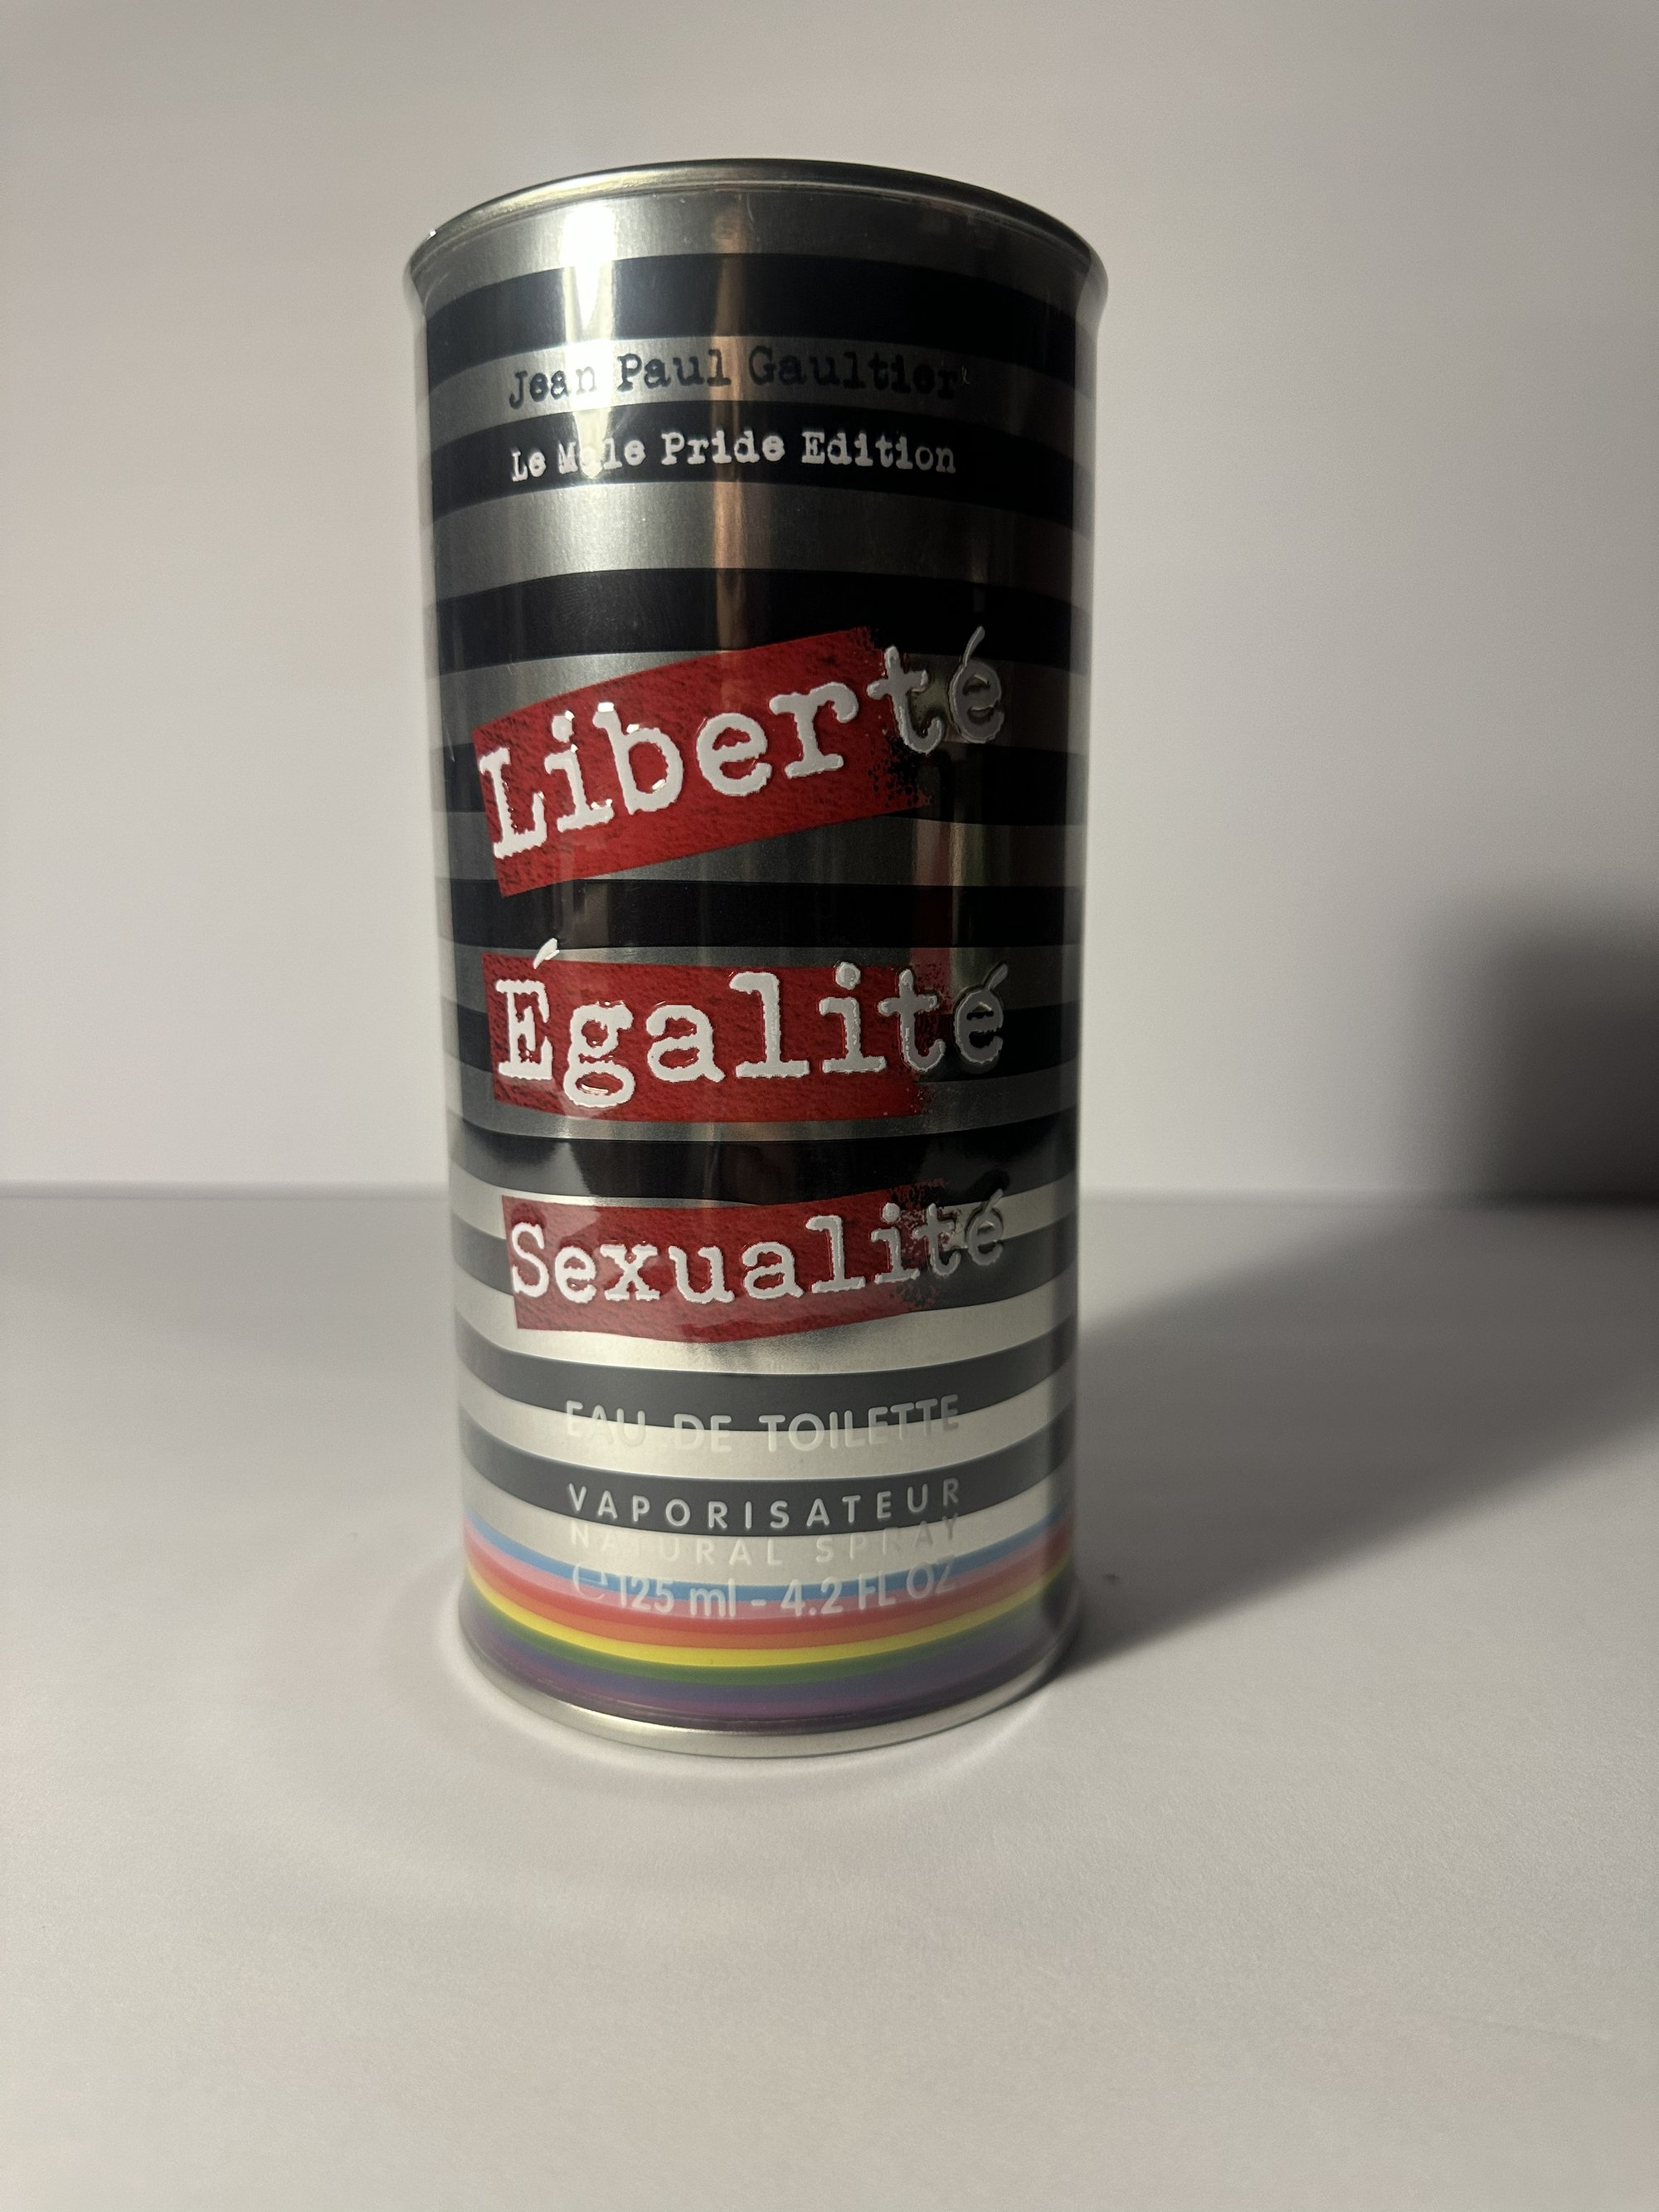 Jean Paul Gaultier
Le Male Pride Edition
Liberté
Égalité
Sexualité
EAU DE TOILETTE
VAPORISATEUR
NATURAL SPRAY
℮ 125 ml - 4.2 FL OZ